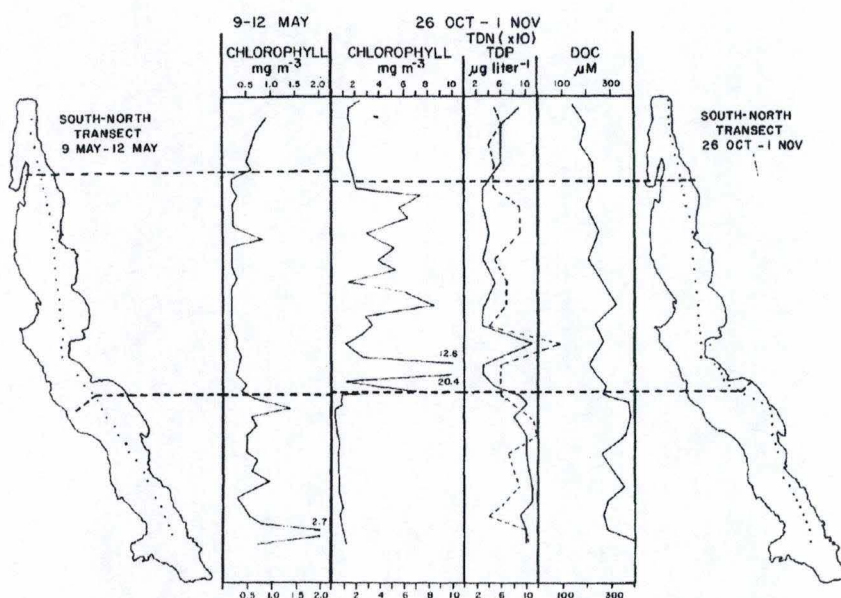 9-12 MAY
26 OCT - 1 NOV
CHLOROPHYLL
mg m⁻³
0.5 1.0 1.5 2.0
CHLOROPHYLL
mg m⁻³
2 4 6 8 10
TDN (x10)
TDP
µg liter⁻¹
2 6 10
DOC
µM
100 300
SOUTH-NORTH
TRANSECT
9 MAY-12 MAY
SOUTH-NORTH
TRANSECT
26 OCT - 1 NOV
12.6
20.4
2.7
0.5 1.0 1.5 2.0
2 4 6 8 10
2 6 10
100 300